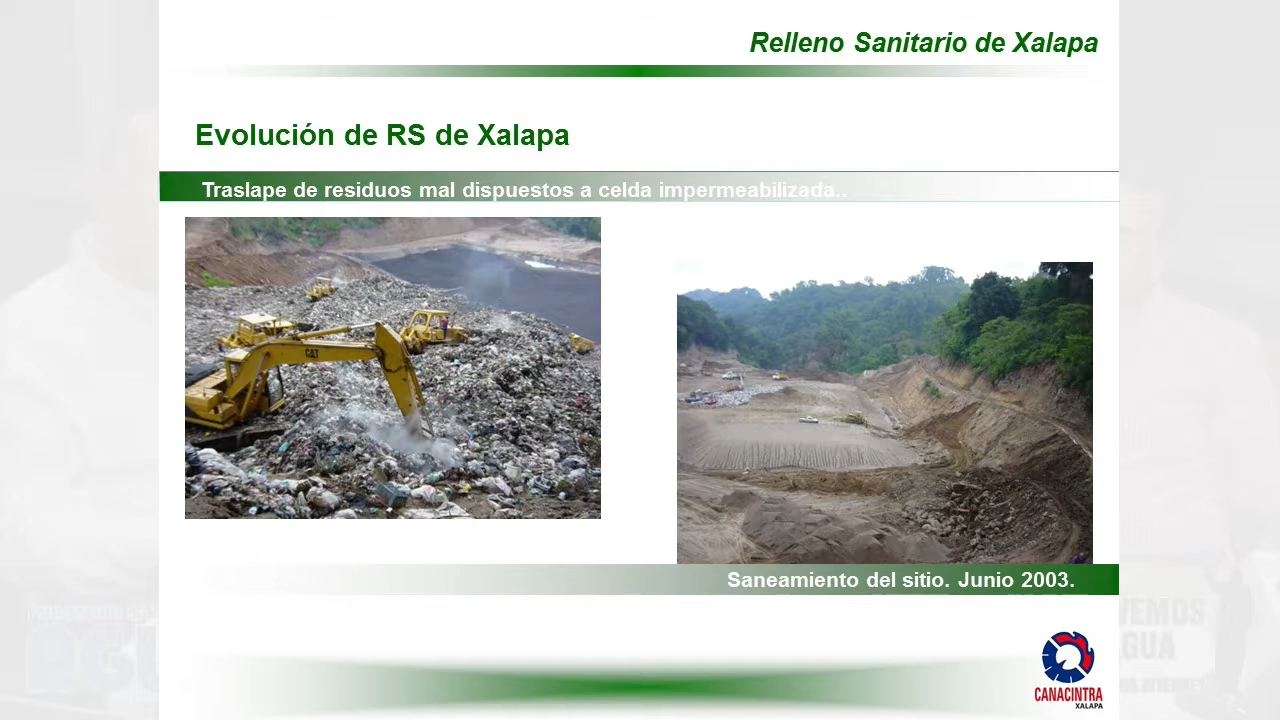 Relleno Sanitario de Xalapa
Evolución de RS de Xalapa
Traslape de residuos mal dispuestos a celda impermeabilizada..
CAT
Saneamiento del sitio. Junio 2003.
CANACINTRA
XALAPA